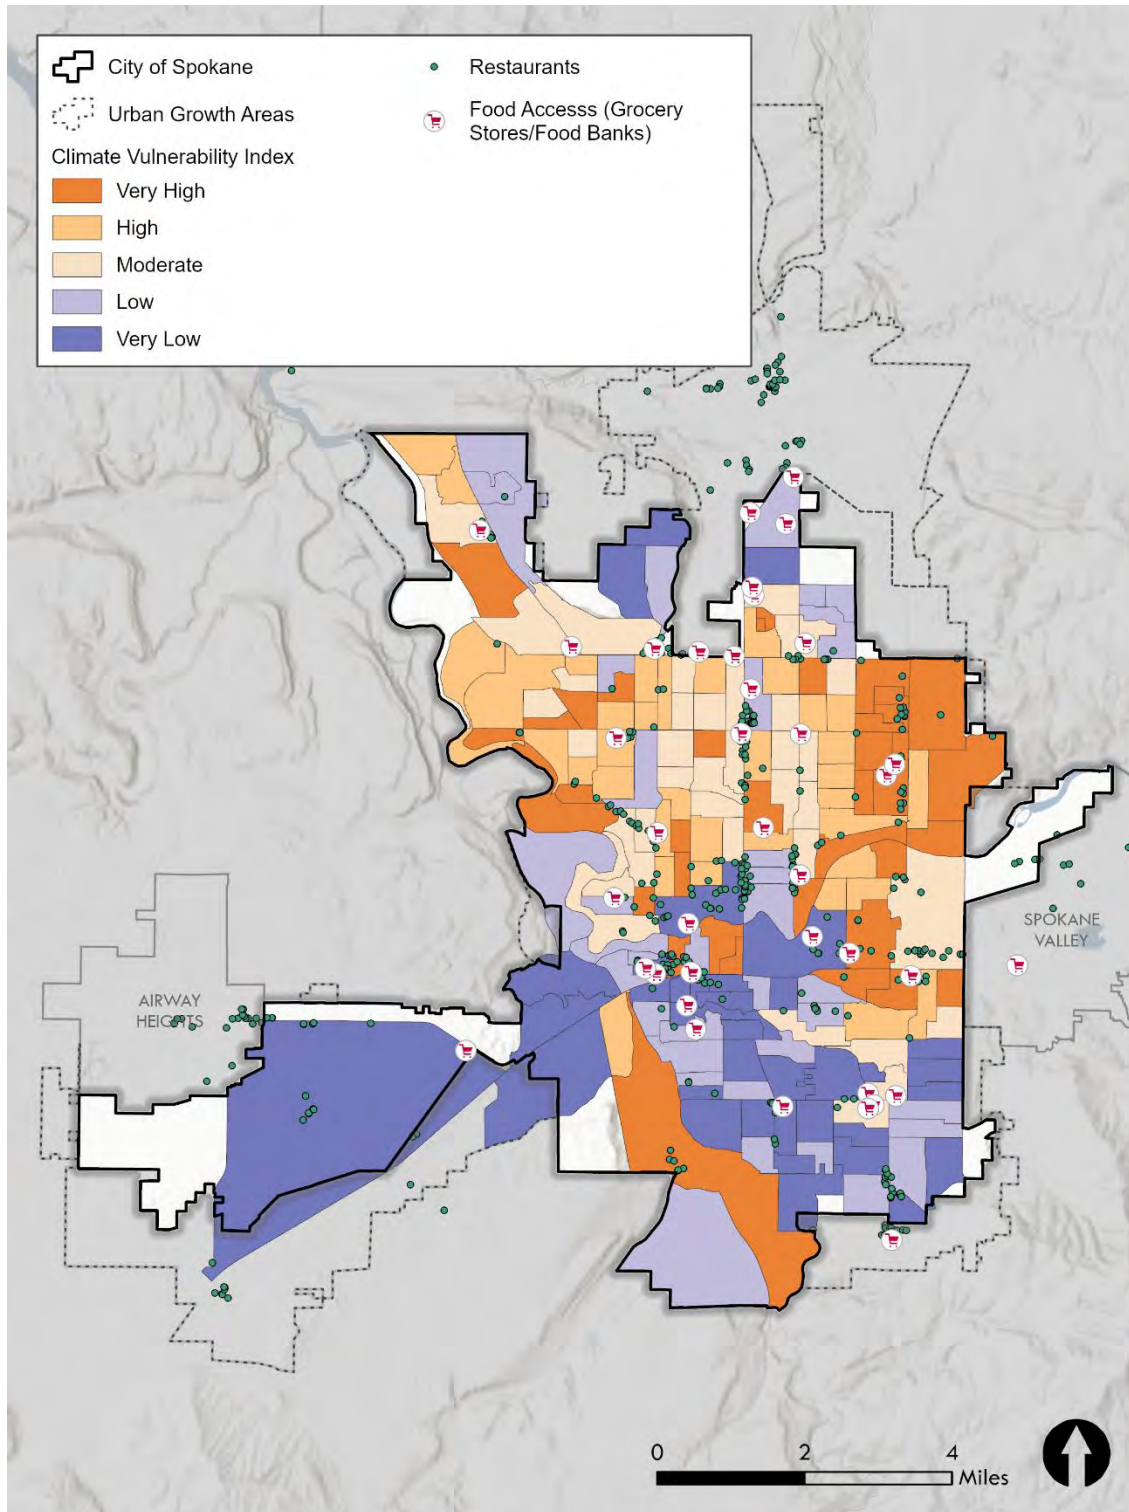 City of Spokane
Urban Growth Areas
Climate Vulnerability Index
Very High
High
Moderate
Low
Very Low
Restaurants
Food Accesss (Grocery
Stores/Food Banks)
SPOKANE
VALLEY
AIRWAY
HEIGHTS
0 2 4
Miles